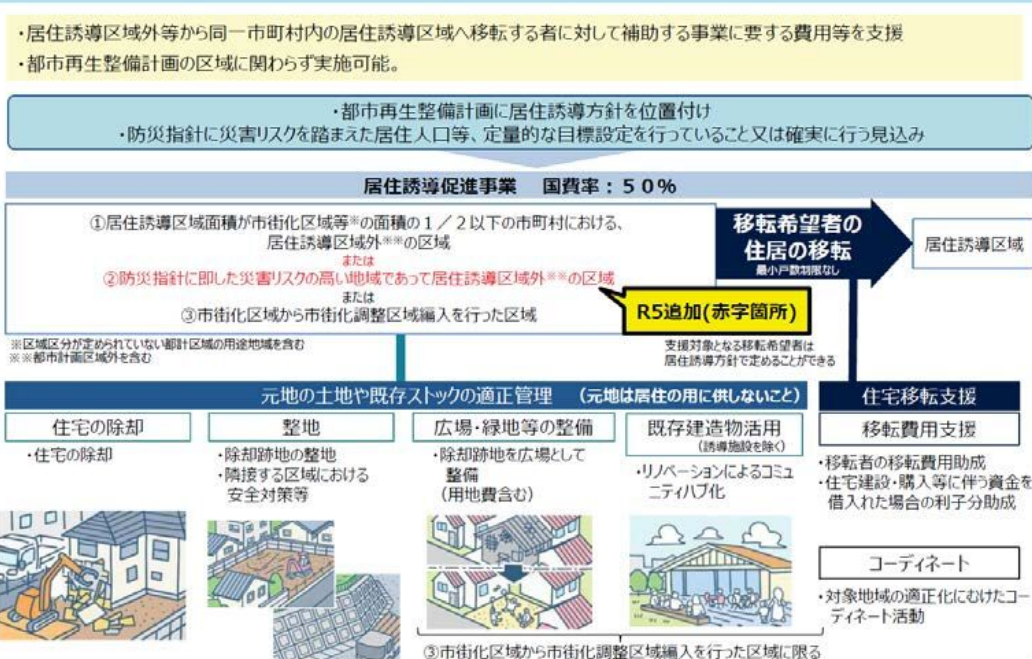 ・居住誘導区域外等から同一市町村内の居住誘導区域へ移転する者に対して補助する事業に要する費用等を支援
・都市再生整備計画の区域に関わらず実施可能。
・都市再生整備計画に居住誘導方針を位置付け
・防災指針に災害リスクを踏まえた居住人口等、定量的な目標設定を行っていること又は確実に行う見込み
居住誘導促進事業 国費率：５０％
①居住誘導区域面積が市街化区域等※の面積の１／２以下の市町村における、
居住誘導区域外※※の区域
または
②防災指針に即した災害リスクの高い地域であって居住誘導区域外※※の区域
または
③市街化区域から市街化調整区域編入を行った区域
移転希望者の
住居の移転
最小戸数制限なし
居住誘導区域
R5追加(赤字箇所)
※区域区分が定められていない都計区域の用途地域を含む
※※都市計画区域外を含む
支援対象となる移転希望者は
居住誘導方針で定めることができる
元地の土地や既存ストックの適正管理 （元地は居住の用に供しないこと）
住宅の除却
・住宅の除却
整地
・除却跡地の整地
・隣接する区域における
安全対策等
広場・緑地等の整備
・除却跡地を広場として
整備
（用地費含む）
既存建造物活用
（誘導施設を除く）
・リノベーションによるコミュ
ニティハブ化
③市街化区域から市街化調整区域編入を行った区域に限る
住宅移転支援
移転費用支援
・移転者の移転費用助成
・住宅建設・購入等に伴う資金を
借入れた場合の利子分助成
コーディネート
・対象地域の適正化にむけたコー
ディネート活動